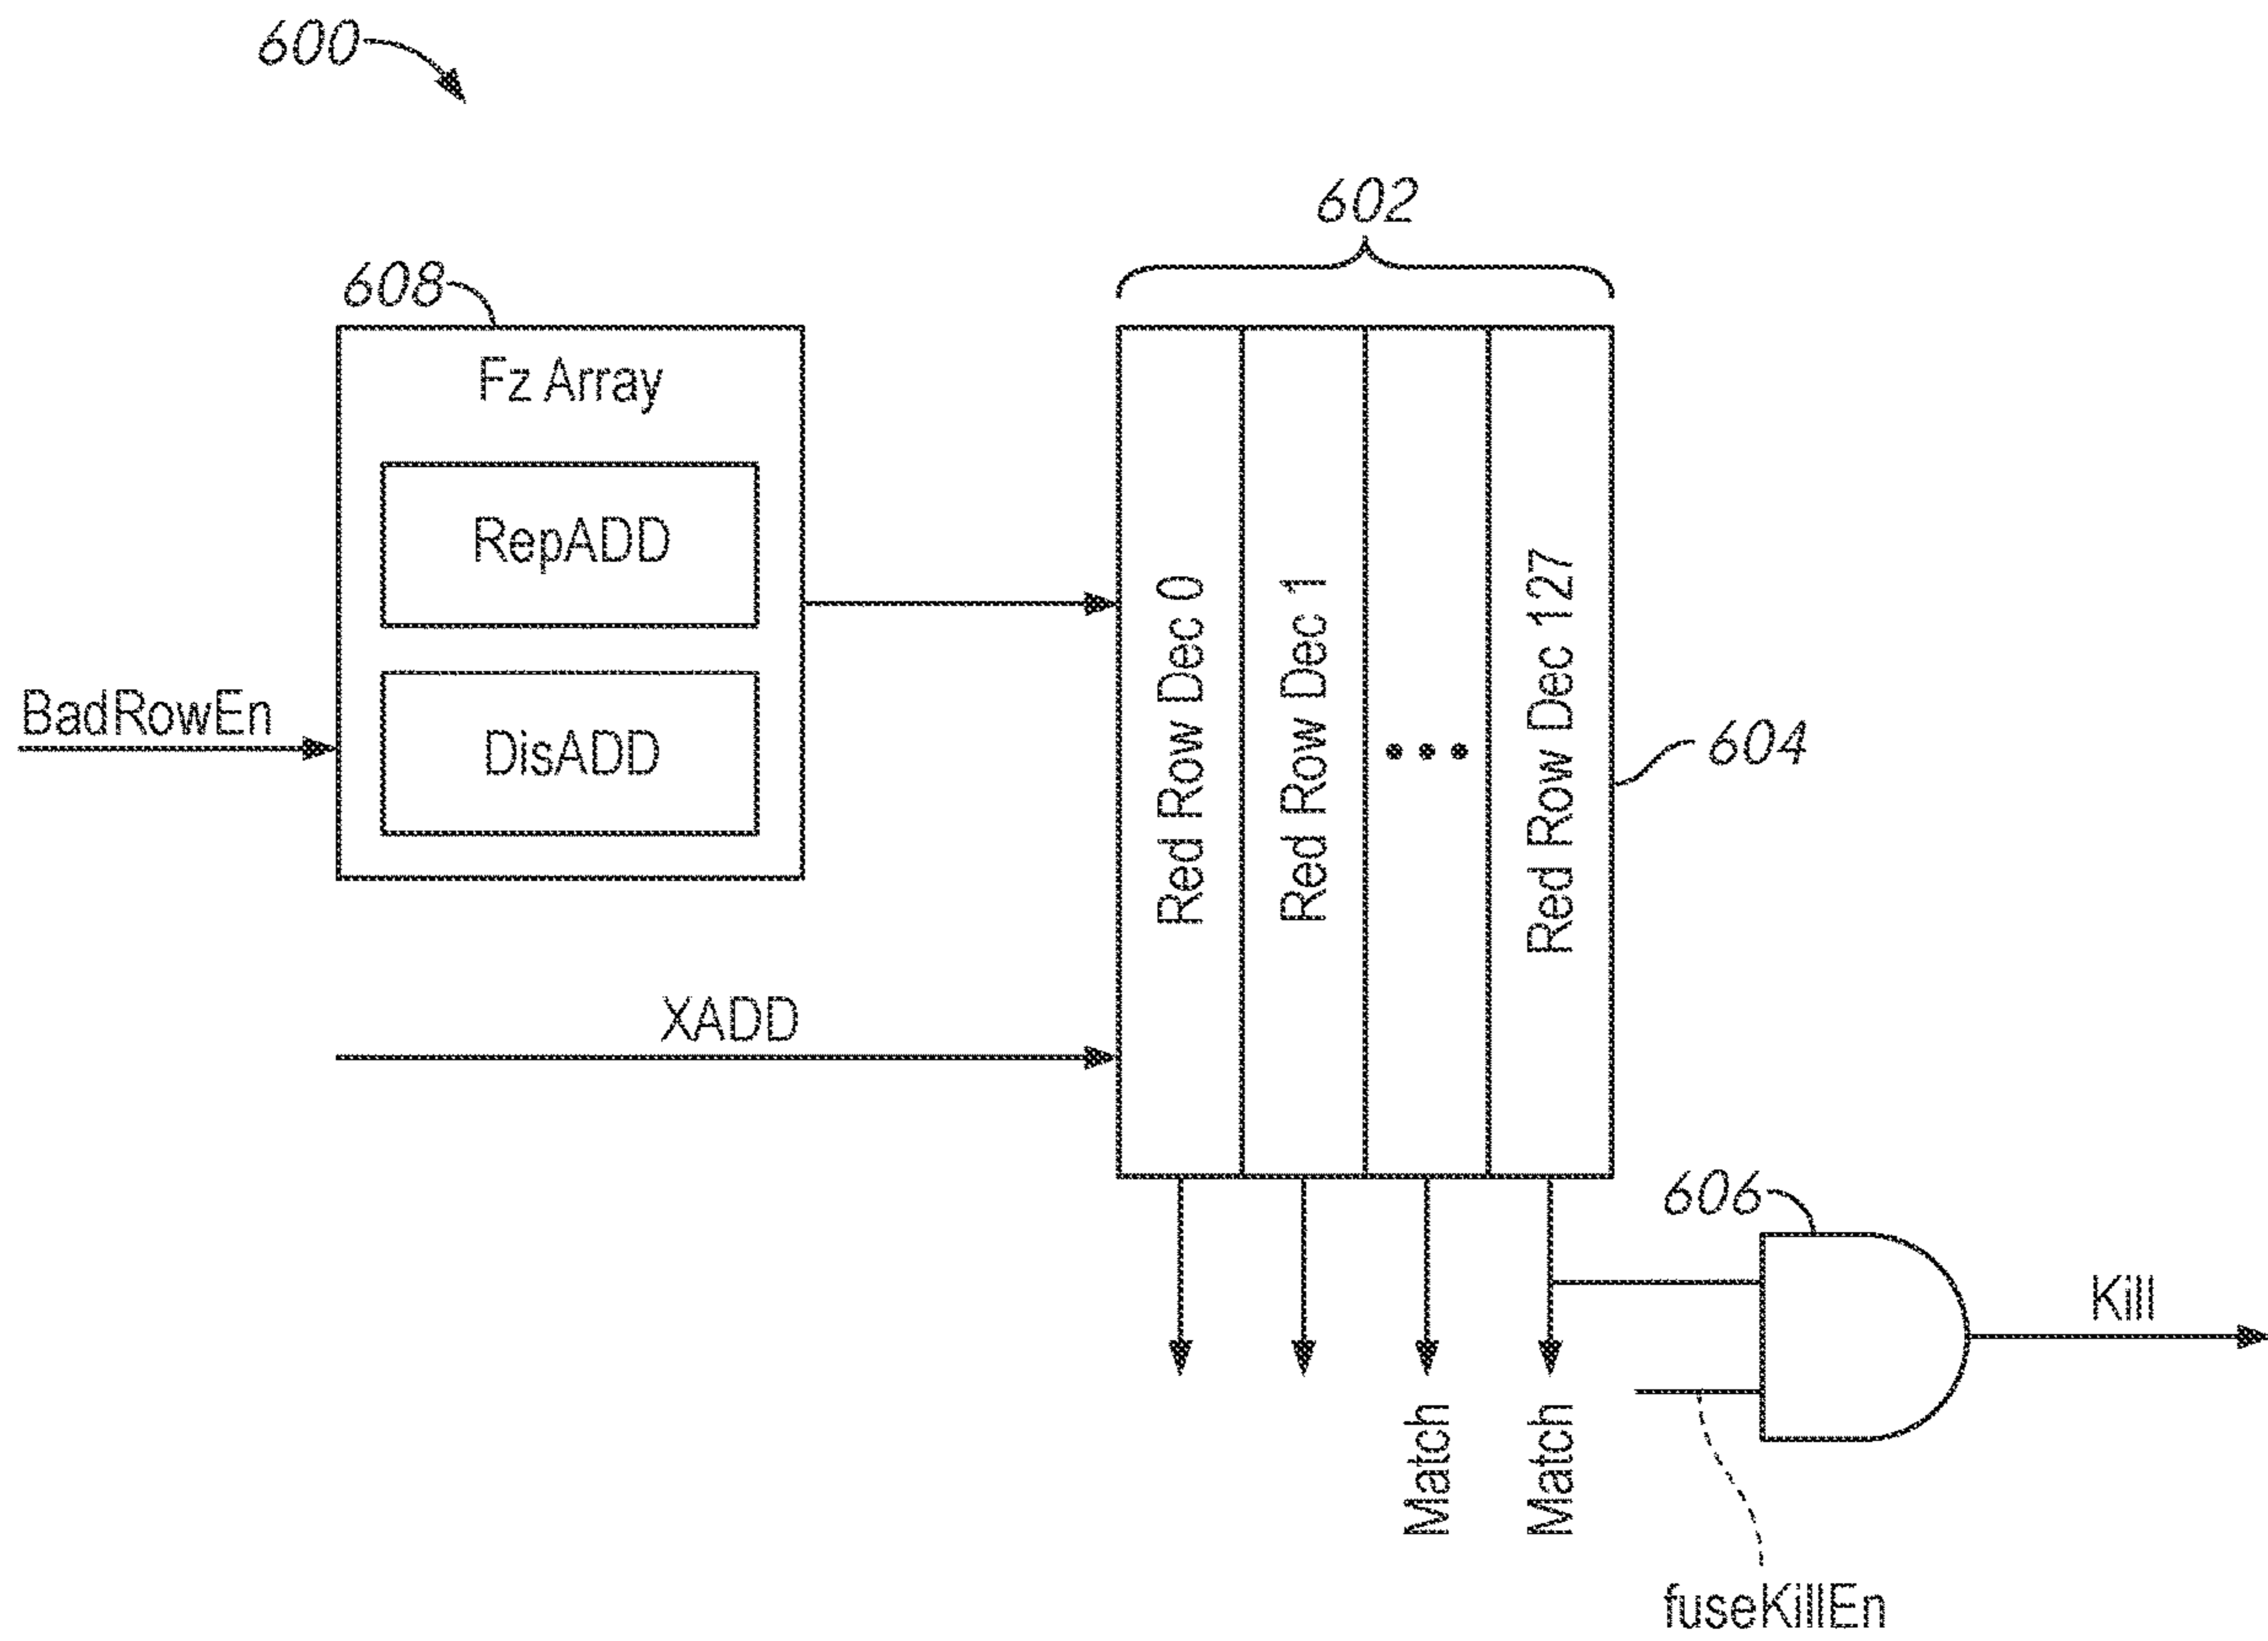 600
602
608
Fz Array
RepADD
DisADD
BadRowEn
XADD
Red Row Dec 0
Red Row Dec 1
Red Row Dec 127
604
606
Kill
Match
Match
fuseKillEn